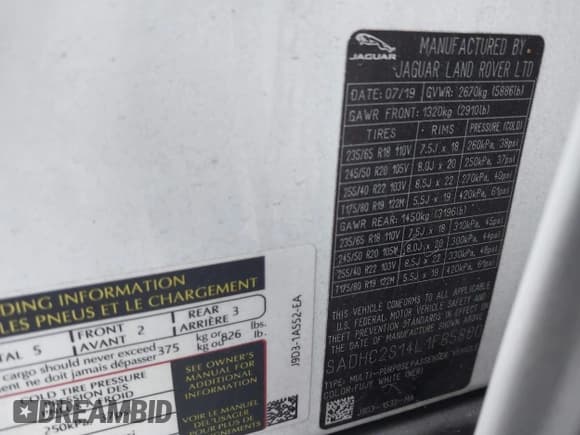 JAGUAR
MANUFACTURED BY
JAGUAR LAND ROVER LTD
DATE: 07/19 GVWR: 2670kg (5886lb)
GAWR FRONT: 1320kg (2910lb)
TIRES RIMS PRESSURE (COLD)
235/65 R18 110V 7.5J x 18 260kPa, 38psi
245/50 R20 105V 8.0J x 20 250kPa, 37psi
255/40 R22 103V 8.5J x 22 270kPa, 40psi
T175/80 R19 122M 5.5J x 19 420kPa, 61psi
GAWR REAR: 1450kg (3196lb)
235/65 R18 110V 7.5J x 18 310kPa, 45psi
245/50 R20 105V 8.0J x 20 300kPa, 44psi
255/40 R22 103V 8.5J x 22 330kPa, 48psi
T175/80 R19 122M 5.5J x 19 420kPa, 61psi
THIS VEHICLE CONFORMS TO ALL APPLICABLE
U.S. FEDERAL MOTOR VEHICLE SAFETY AND
THEFT PREVENTION STANDARDS IN EFFECT ON
THE DATE OF MANUFACTURE SHOWN ABOVE.
TYPE: MULTI-PURPOSE PASSENGER VEHICLE
COLOR: FUJI WHITE (NER)
J9D3-1A552-EA
DING INFORMATION
LES PNEUS ET LE CHARGEMENT
TAL 5 FRONT AVANT 2 REAR ARRIÈRE 3
cargo should never exceed 375 kg or ou 826 lbs. lb.
ent ne doit jamais dépasser
COLD TIRE PRESSURE
SEE OWNER'S
MANUAL FOR
ADDITIONAL
INFORMATION
VOIR LE MANUEL
DE L'USAGER
250kPa
DREAMBID